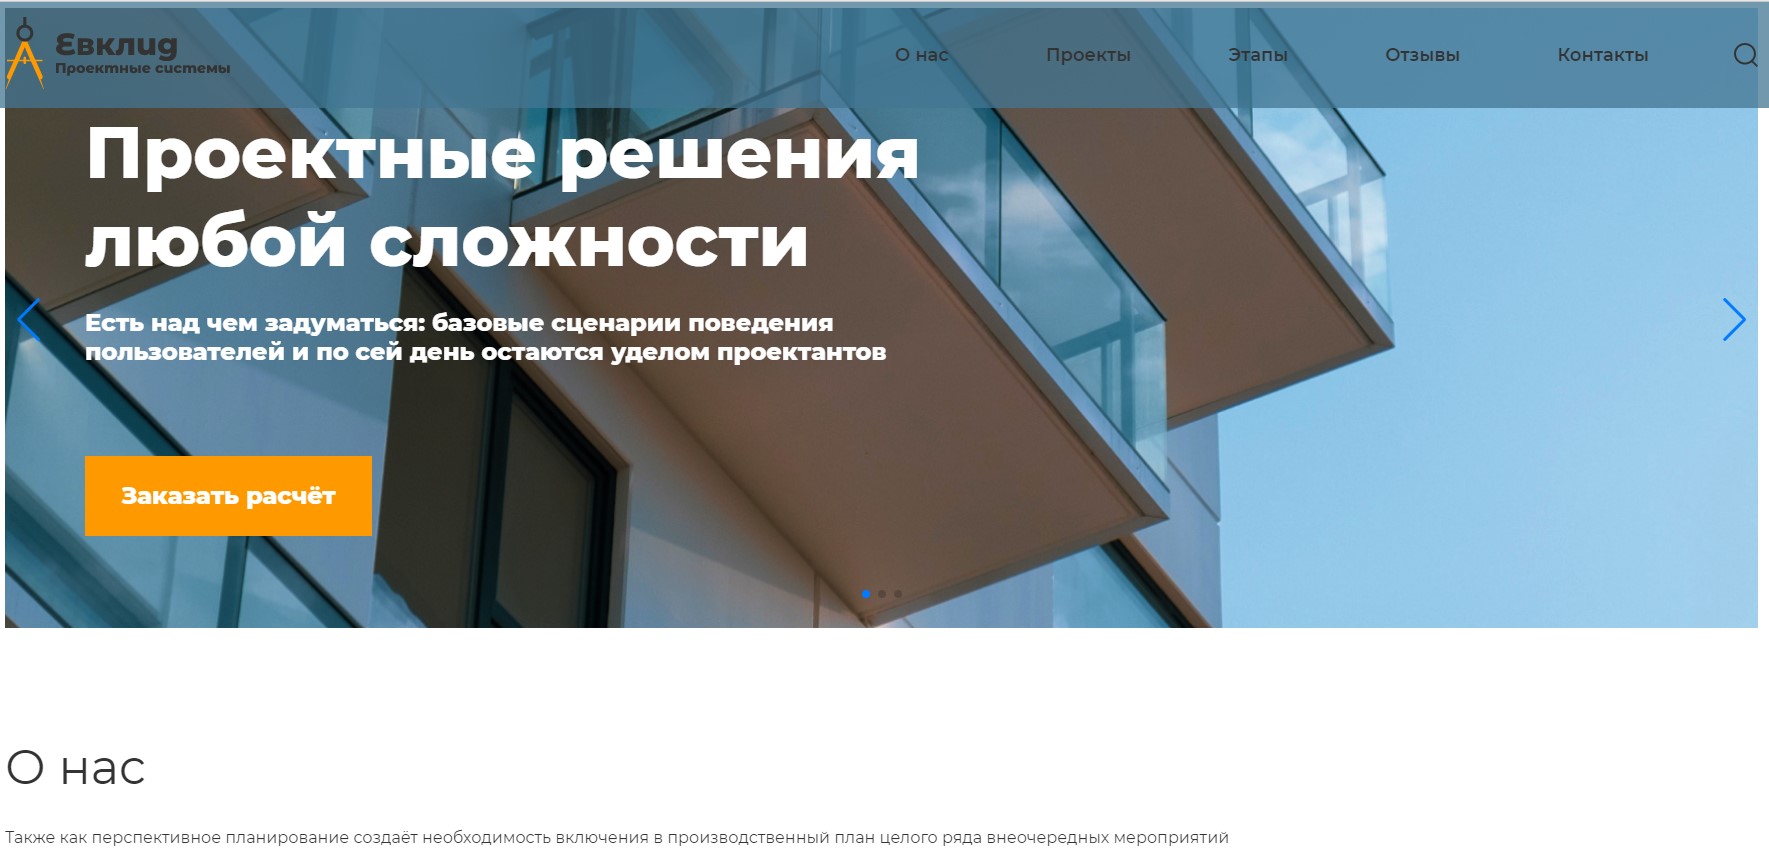 Евклид
Проектные системы
О нас
Проекты
Этапы
Отзывы
Контакты
Проектные решения
любой сложности
Есть над чем задуматься: базовые сценарии поведения
пользователей и по сей день остаются уделом проектантов
Заказать расчёт
О нас
Также как перспективное планирование создаёт необходимость включения в производственный план целого ряда внеочередных мероприятий